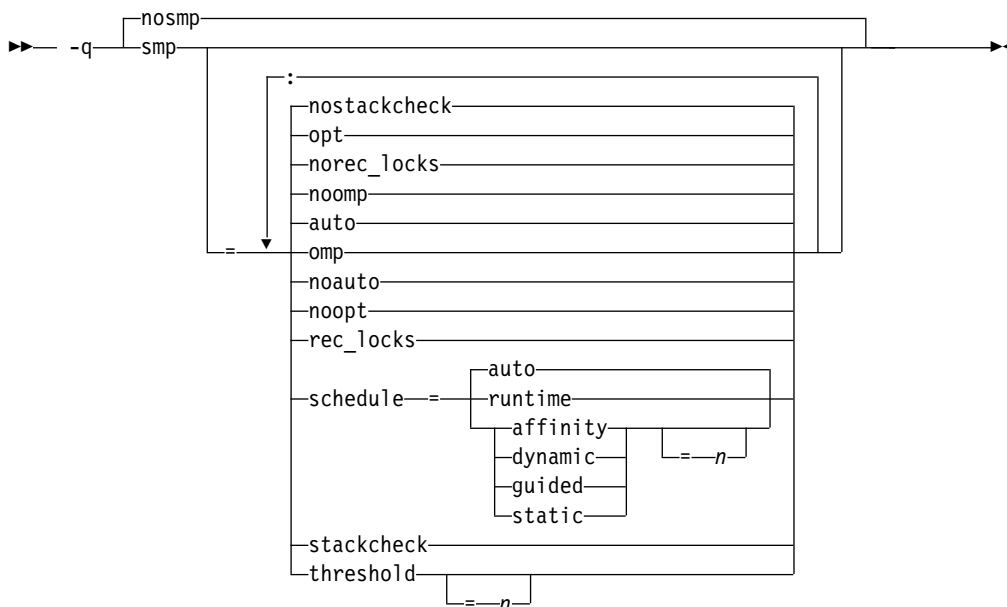 nosmp
-q smp
:
nostackcheck
opt
norec_locks
noomp
auto
= omp
noauto
noopt
rec_locks
auto
schedule = runtime
affinity
dynamic = n
guided
static
stackcheck
threshold
= n